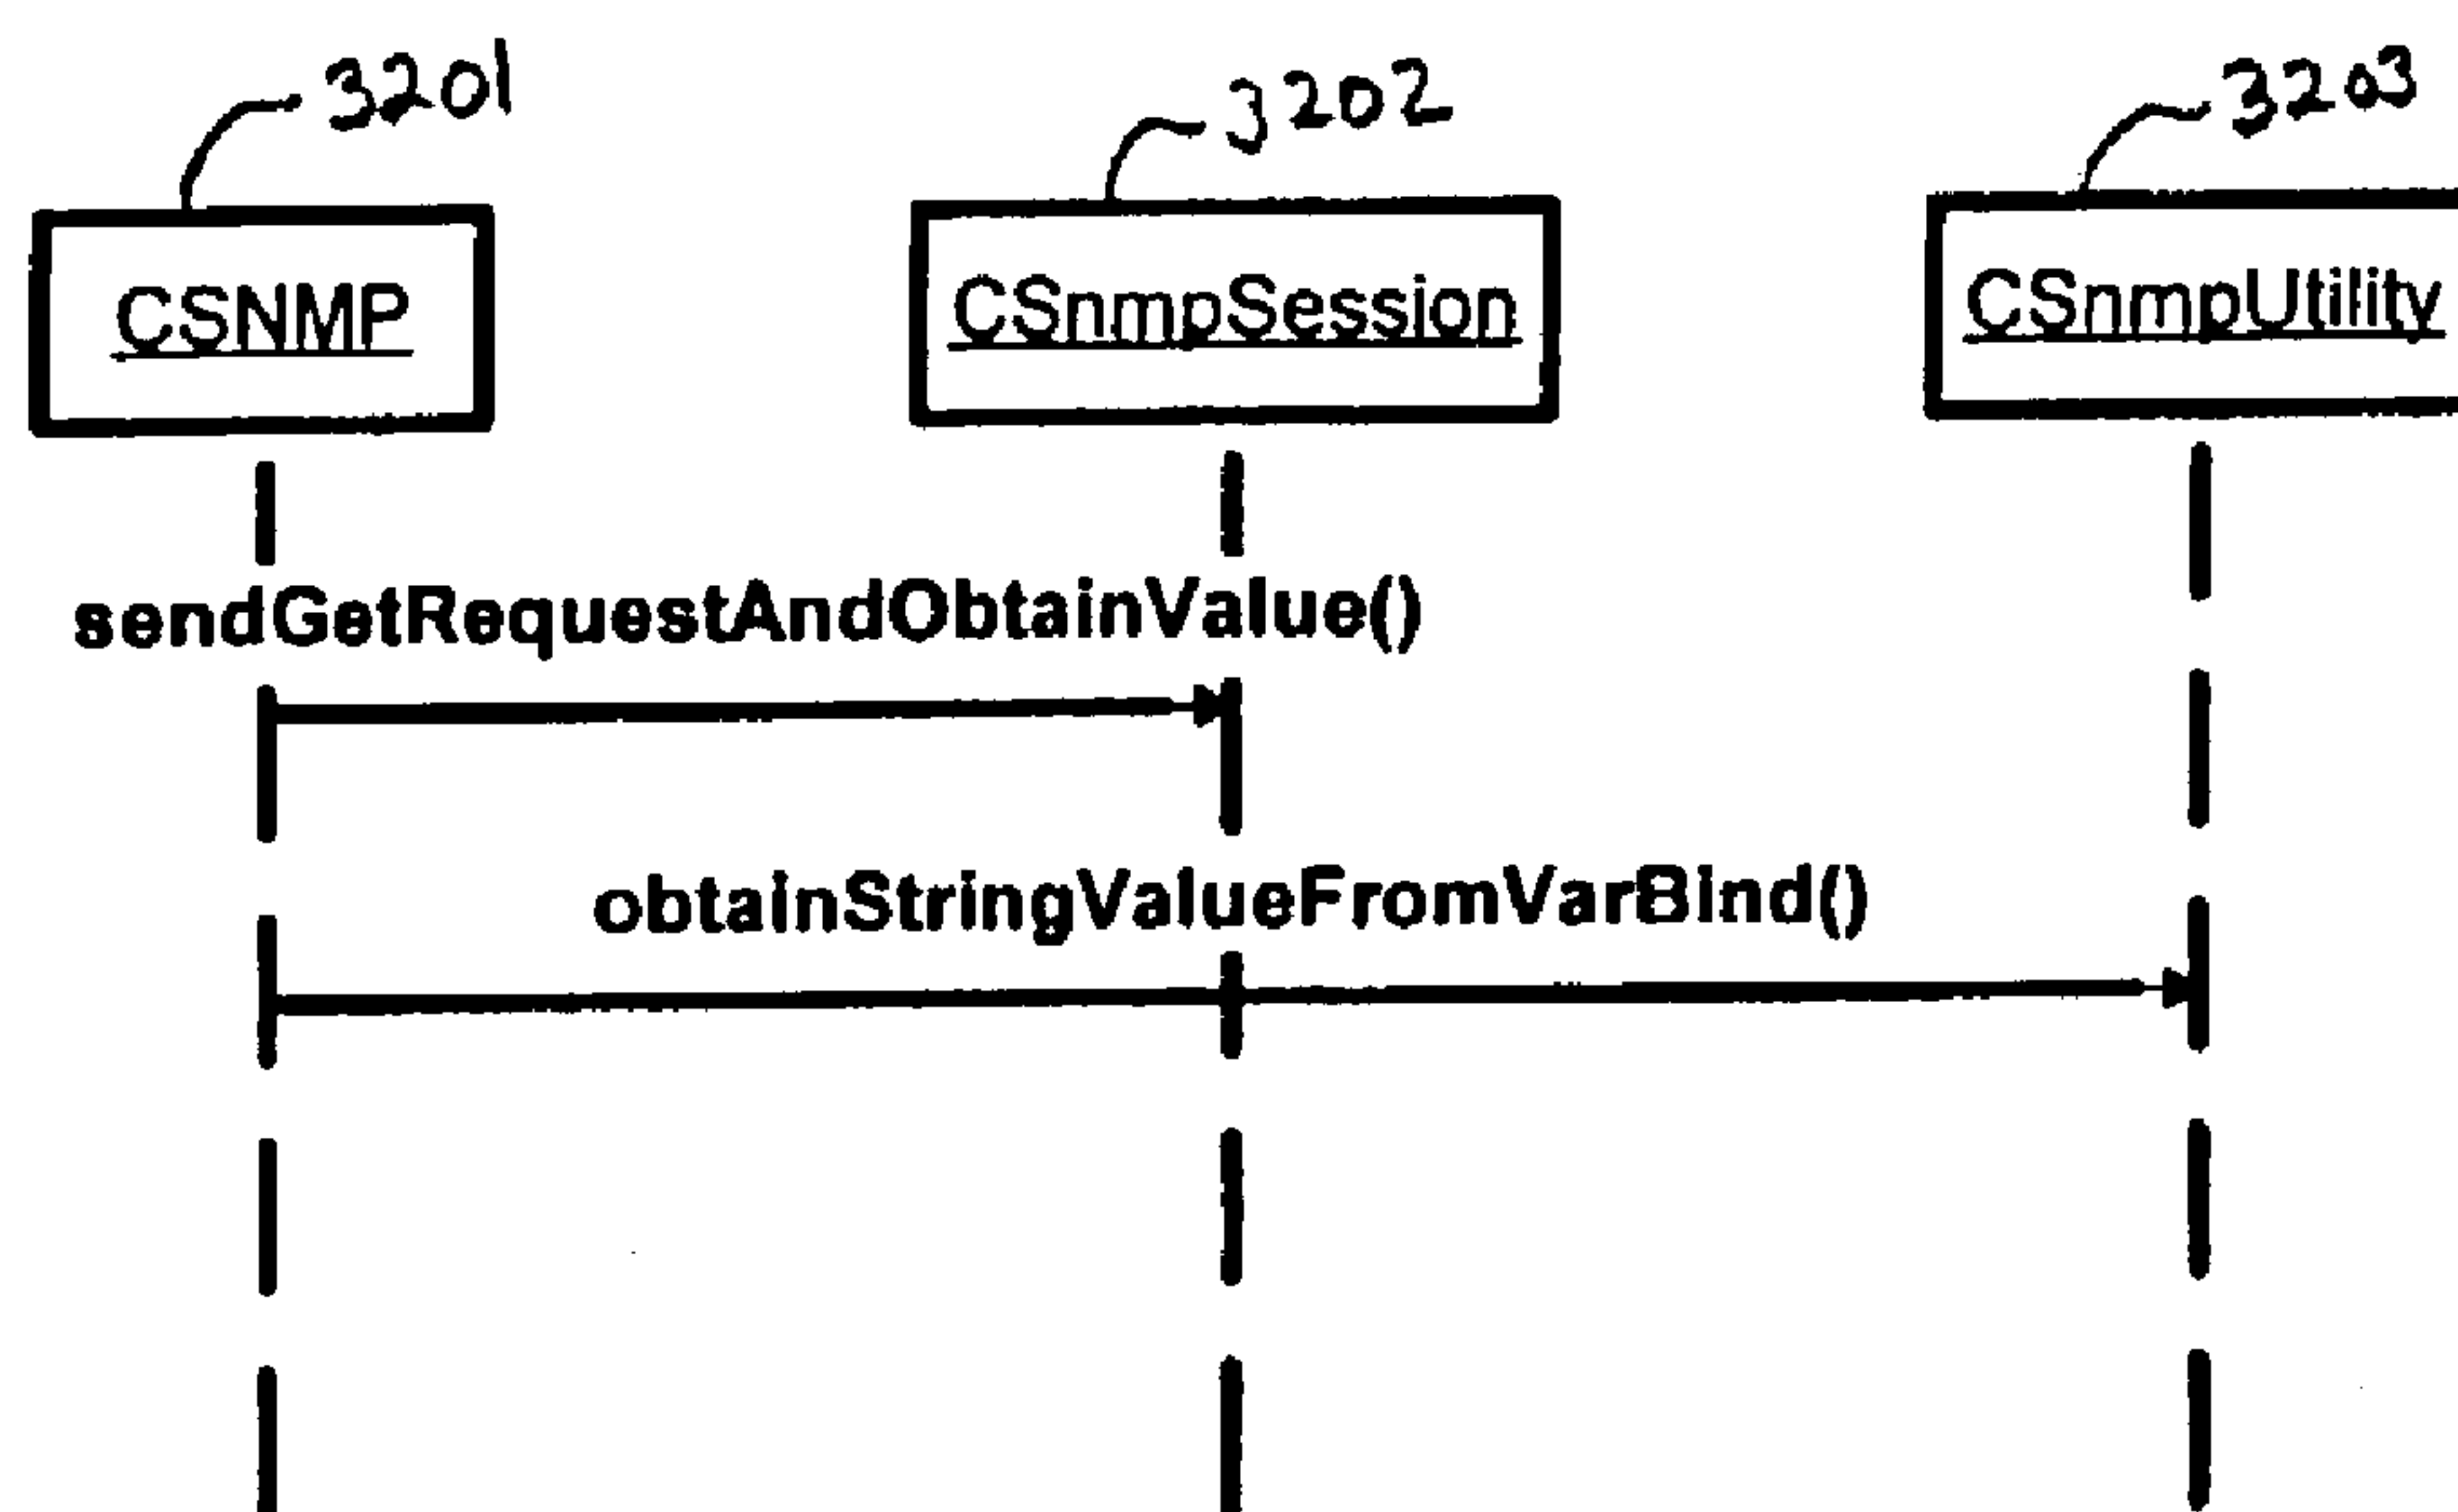 3201 3202 3203
CSNMP CSnmpSession CSnmpUtility
sendGetRequestAndObtainValue()
obtainStringValueFromVarBind()